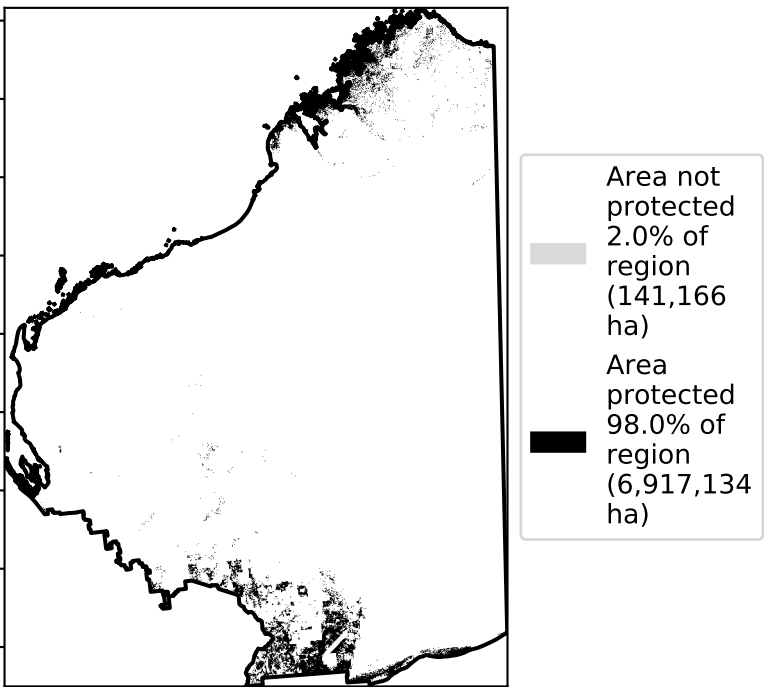 Area not
protected
2.0% of
region
(141,166
ha)
Area
protected
98.0% of
region
(6,917,134
ha)